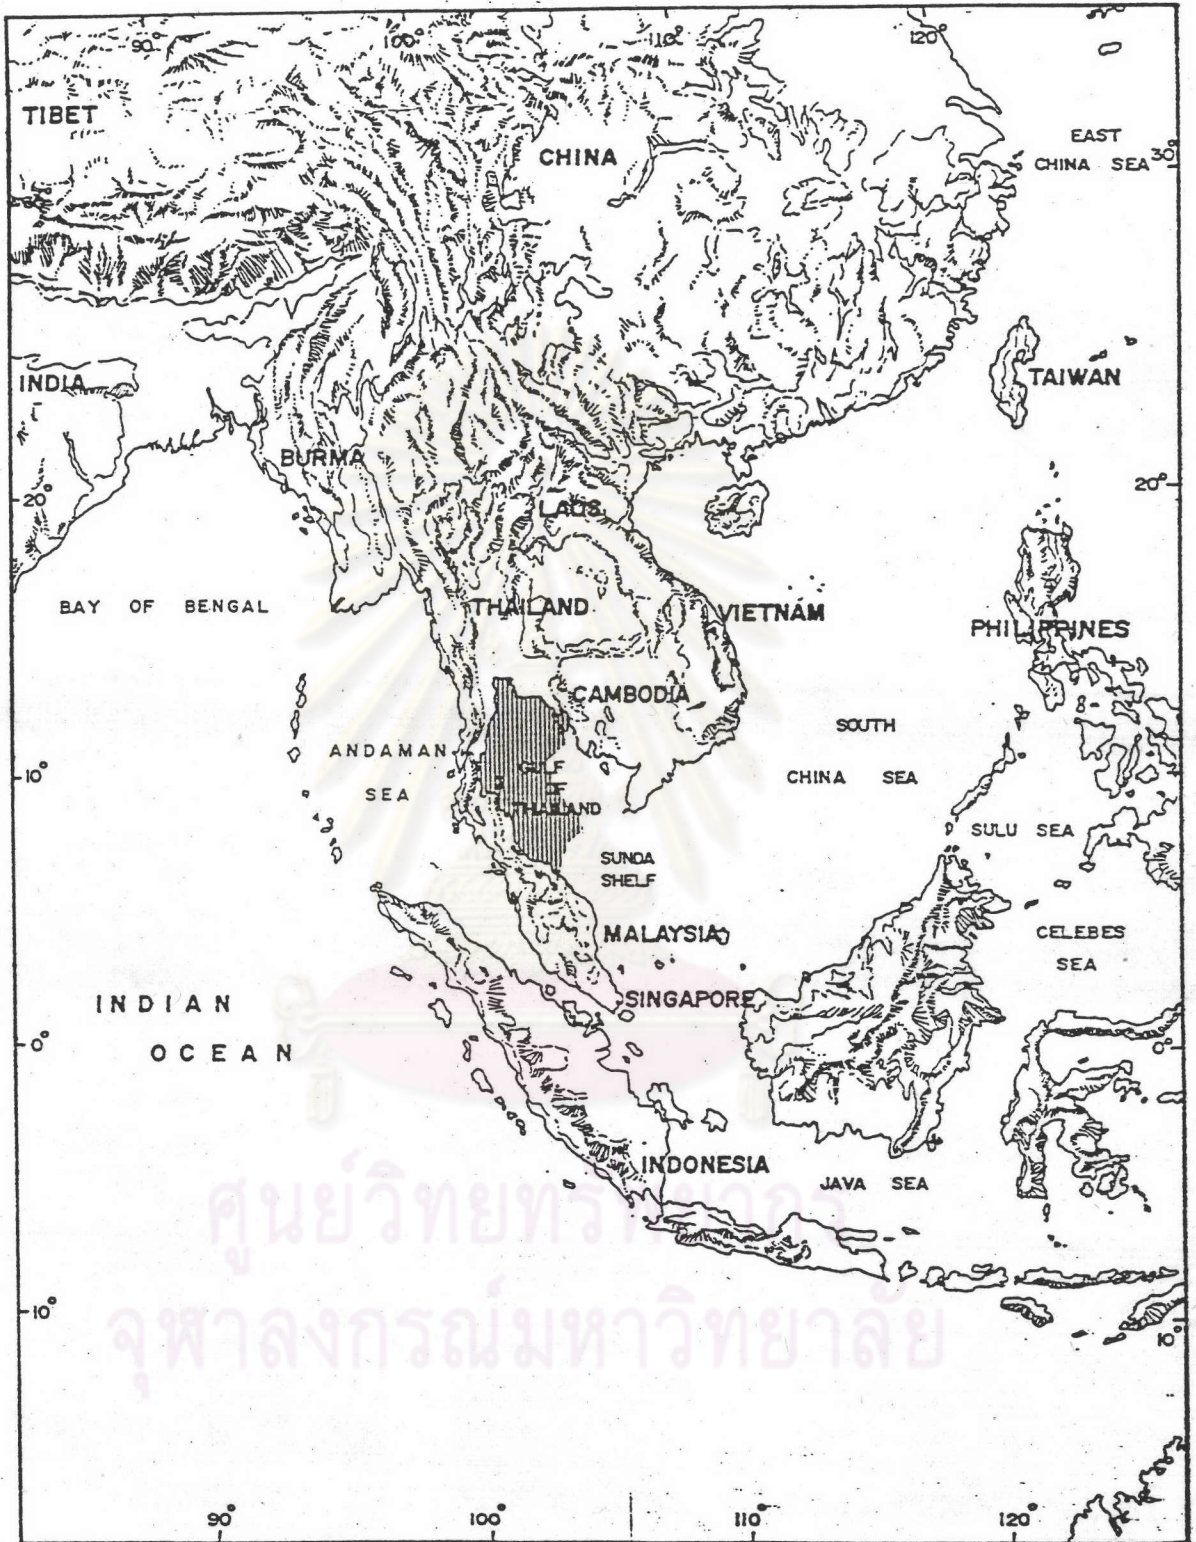 90° 100° 110° 120°
TIBET
CHINA
EAST
CHINA SEA
30°
INDIA
TAIWAN
BURMA
20°
20°
LAOS
BAY OF BENGAL
THAILAND
VIETNAM
PHILIPPINES
CAMBODIA
SOUTH
CHINA SEA
ANDAMAN
SEA
10°
GULF
OF
THAILAND
SULU SEA
SUNDA
SHELF
MALAYSIA
CELEBES
SEA
SINGAPORE
INDIAN
OCEAN
0°
0°
INDONESIA
JAVA SEA
ศูนย์วิทยทรัพยากร
จุฬาลงกรณ์มหาวิทยาลัย
10°
10°
90° 100° 110° 120°